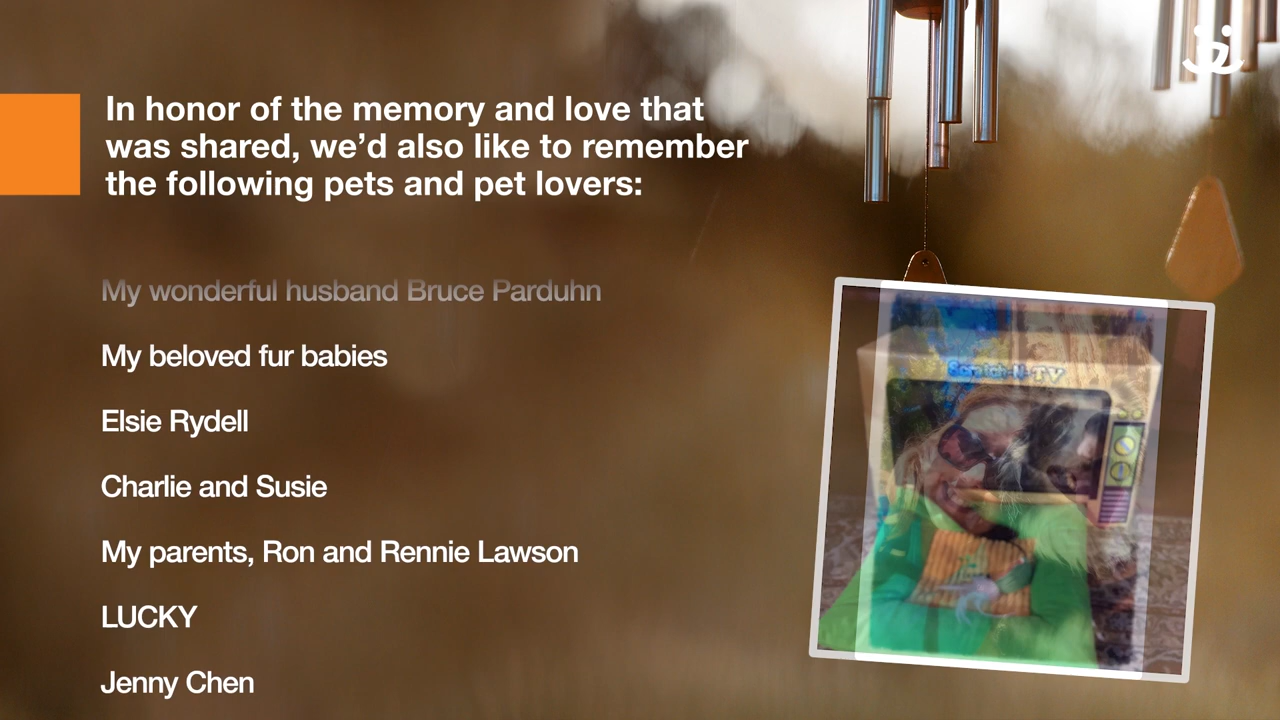 In honor of the memory and love that
was shared, we’d also like to remember
the following pets and pet lovers:
My wonderful husband Bruce Parduhn
My beloved fur babies
Elsie Rydell
Charlie and Susie
My parents, Ron and Rennie Lawson
LUCKY
Jenny Chen
Scratch-N-TV